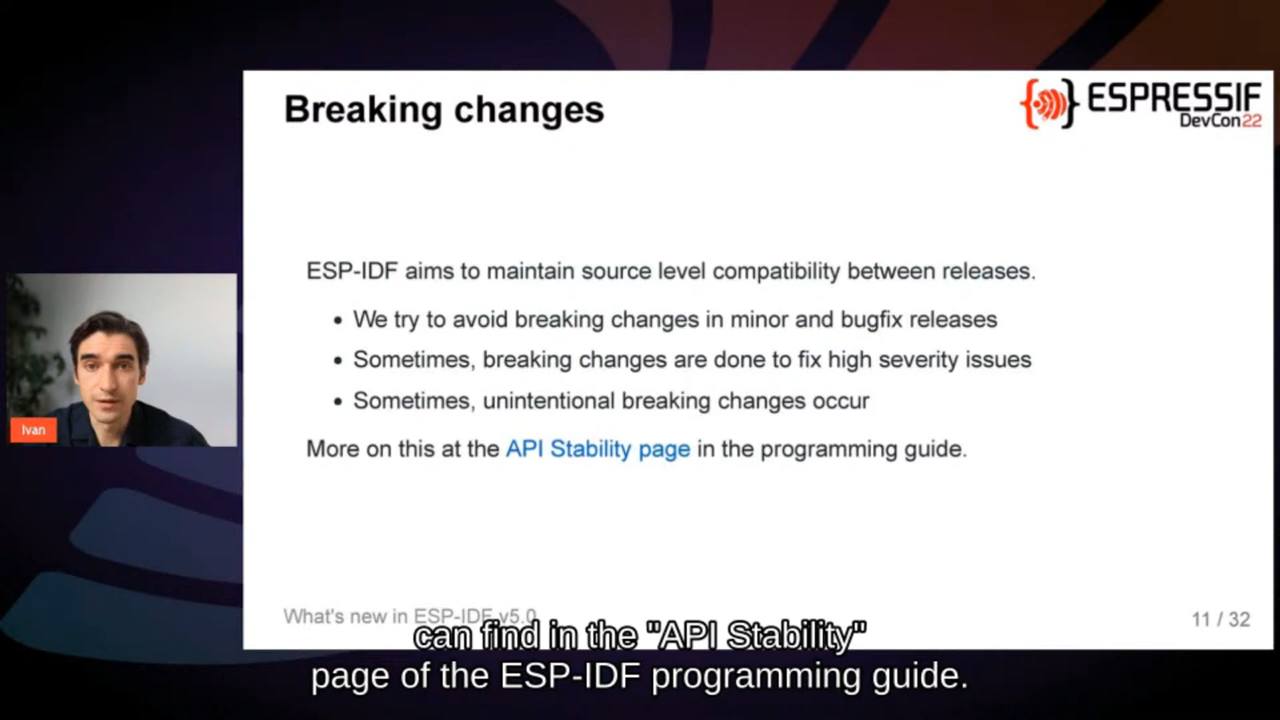 Breaking changes
ESPRESSIF
DevCon22
ESP-IDF aims to maintain source level compatibility between releases.
• We try to avoid breaking changes in minor and bugfix releases
• Sometimes, breaking changes are done to fix high severity issues
• Sometimes, unintentional breaking changes occur
More on this at the API Stability page in the programming guide.
Ivan
What's new in ESP-IDF v5.0
11 / 32
can find in the "API Stability"
page of the ESP-IDF programming guide.